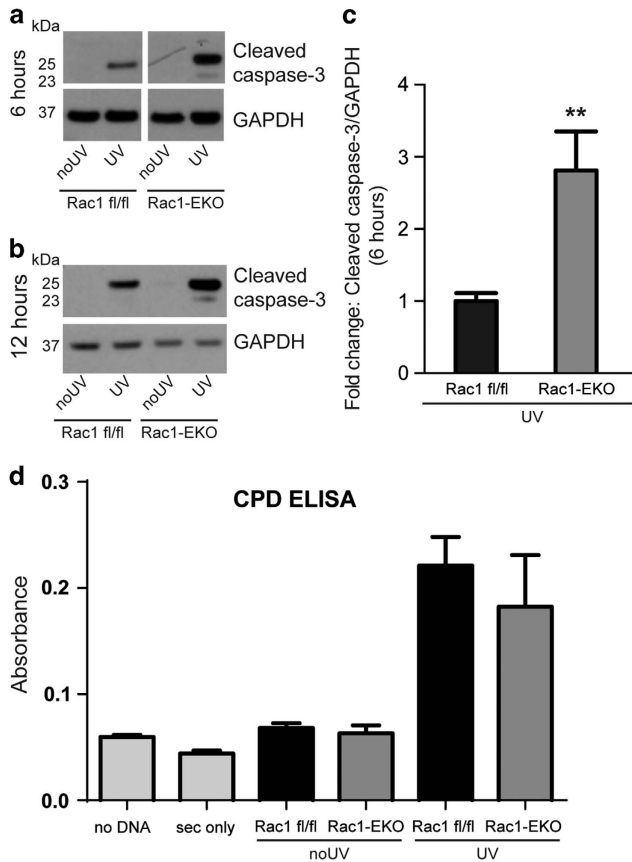 a
kDa
6 hours
25
23
Cleaved
caspase-3
37
GAPDH
noUV
UV
noUV
UV
Rac1 fl/fl
Rac1-EKO
b
kDa
12 hours
25
23
Cleaved
caspase-3
37
GAPDH
noUV
UV
noUV
UV
Rac1 fl/fl
Rac1-EKO
c
Fold change: Cleaved caspase-3/GAPDH
(6 hours)
4
3
2
1
0
**
Rac1 fl/fl
Rac1-EKO
UV
d
CPD ELISA
Absorbance
0.3
0.2
0.1
0.0
no DNA
sec only
Rac1 fl/fl
Rac1-EKO
Rac1 fl/fl
Rac1-EKO
noUV
UV